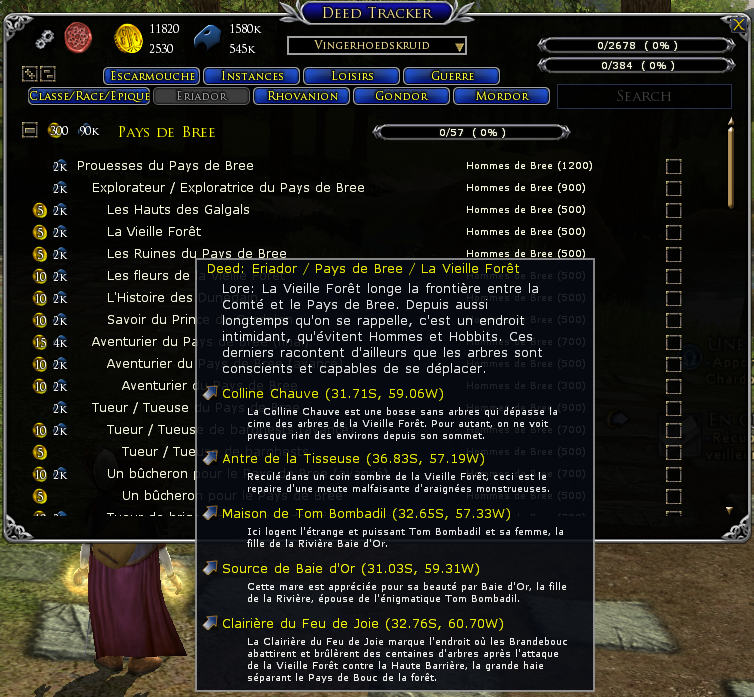 DEED TRACKER
11820
2530
1580K
545K
VINGERHOEDSKRUID
0/2678 ( 0% )
0/384 ( 0% )
ESCARMOUCHE INSTANCES LOISIRS GUERRE
CLASSE/RACE/EPIQUE ERIADOR RHOVANION GONDOR MORDOR SEARCH
300 90K PAYS DE BREE 0/57 ( 0% )
2K Prouesses du Pays de Bree Hommes de Bree (1200)
2K Explorateur / Exploratrice du Pays de Bree Hommes de Bree (900)
5 2K Les Hauts des Galgals Hommes de Bree (500)
5 2K La Vieille Forêt Hommes de Bree (500)
5 2K Les Ruines du Pays de Bree Hommes de Bree (500)
10 2K Les fleurs de
10 2K L'Histoire des
10 2K Savoir du Prince
15 4K Aventurier du Pays
10 2K Aventurier du
10 2K Aventurier
2K Tueur / Tueuse
10 2K Tueur / Tueuse
5 Tueur / Tueuse
10 2K Un bûcheron
5 Un bûcheron
Deed: Eriador / Pays de Bree / La Vieille Forêt
Lore: La Vieille Forêt longe la frontière entre la
Comté et le Pays de Bree. Depuis aussi
longtemps qu'on se rappelle, c'est un endroit
intimidant, qu'évitent Hommes et Hobbits. Ces
derniers racontent d'ailleurs que les arbres sont
conscients et capables de se déplacer.
Colline Chauve (31.71S, 59.06W)
La Colline Chauve est une bosse sans arbres qui dépasse la
cime des arbres de la Vieille Forêt. Pour autant, on ne voit
presque rien des environs depuis son sommet.
Antre de la Tisseuse (36.83S, 57.19W)
Reculé dans un coin sombre de la Vieille Forêt, ceci est le
repaire d'une meute malfaisante d'araignées monstrueuses.
Maison de Tom Bombadil (32.65S, 57.33W)
Ici logent l'étrange et puissant Tom Bombadil et sa femme, la
fille de la Rivière Baie d'Or.
Source de Baie d'Or (31.03S, 59.31W)
Cette mare est appréciée pour sa beauté par Baie d'Or, la fille
de la Rivière, épouse de l'énigmatique Tom Bombadil.
Clairière du Feu de Joie (32.76S, 60.70W)
La Clairière du Feu de Joie marque l'endroit où les Brandebouc
abattirent et brûlèrent des centaines d'arbres après l'attaque
de la Vieille Forêt contre la Haute Barrière, la grande haie
séparant le Pays de Bouc de la forêt.